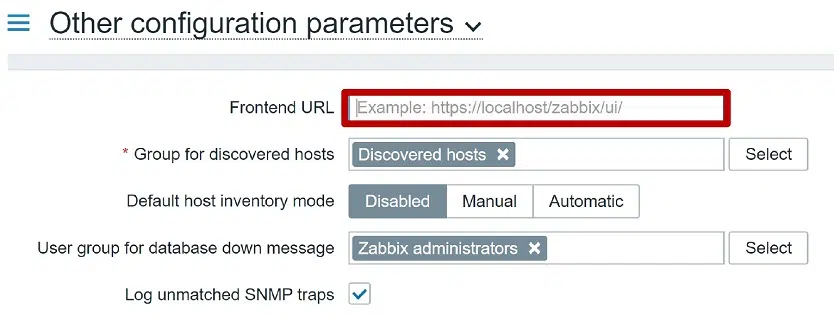 Other configuration parameters
Frontend URL Example: https://localhost/zabbix/ui/
* Group for discovered hosts Discovered hosts Select
Default host inventory mode Disabled Manual Automatic
User group for database down message Zabbix administrators Select
Log unmatched SNMP traps